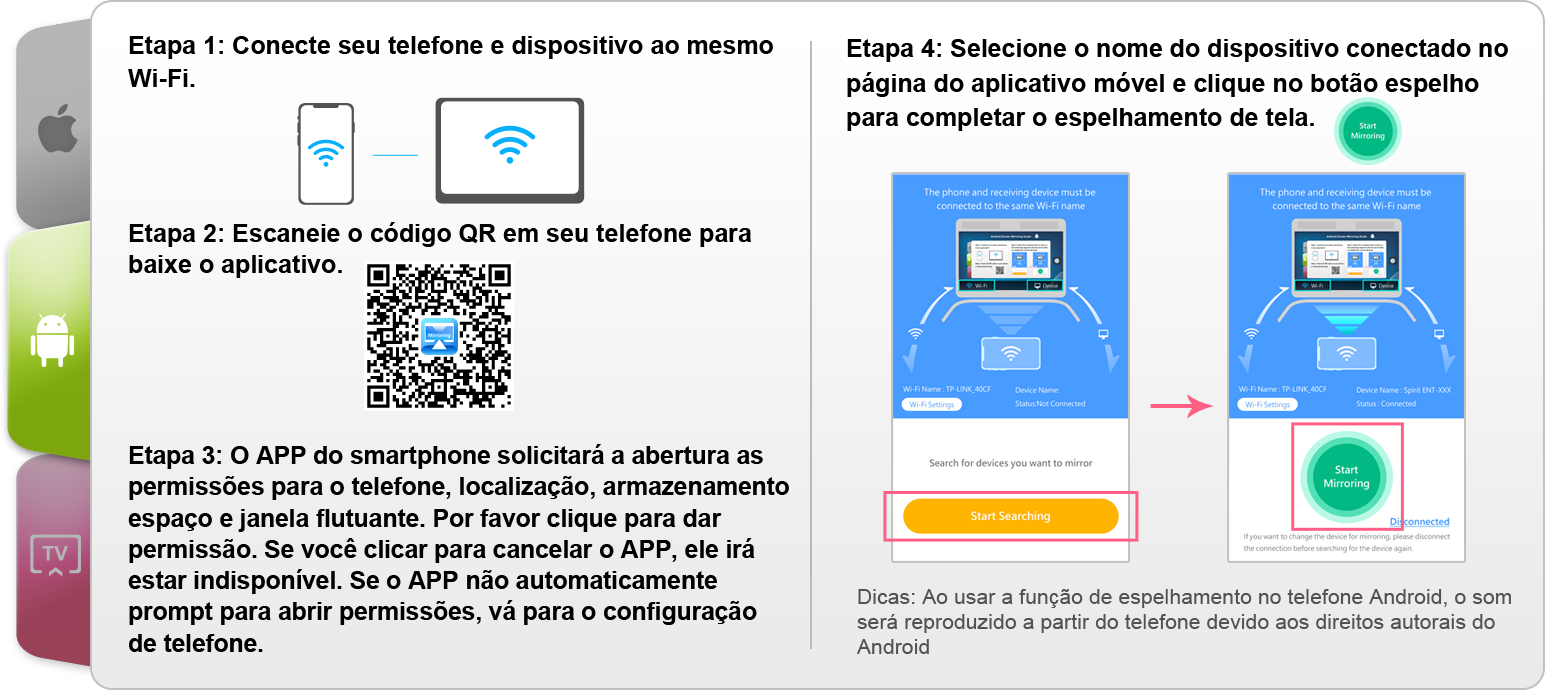 Etapa 1: Conecte seu telefone e dispositivo ao mesmo
Wi-Fi.
Etapa 2: Escaneie o código QR em seu telefone para
baixe o aplicativo.
Mirroring
Etapa 3: O APP do smartphone solicitará a abertura as
permissões para o telefone, localização, armazenamento
espaço e janela flutuante. Por favor clique para dar
permissão. Se você clicar para cancelar o APP, ele irá
estar indisponível. Se o APP não automaticamente
prompt para abrir permissões, vá para o configuração
de telefone.
TV
Etapa 4: Selecione o nome do dispositivo conectado no
página do aplicativo móvel e clique no botão espelho
para completar o espelhamento de tela.
Start
Mirroring
The phone and receiving device must be
connected to the same Wi-Fi name
Android Screen Mirroring Guide
Wi-Fi
Device
Wi-Fi Name : TP-LINK_40CF
Device Name:
Wi-Fi Settings
Status:Not Connected
Search for devices you want to mirror
Start Searching
The phone and receiving device must be
connected to the same Wi-Fi name
Android Screen Mirroring Guide
Wi-Fi
Device
Wi-Fi Name : TP-LINK_40CF
Device Name : Spirit ENT-XXX
Wi-Fi Settings
Status : Connected
Start
Mirroring
Disconnected
If you want to change the device for mirroring, please disconnect
the connection before searching for the device again.
Dicas: Ao usar a função de espelhamento no telefone Android, o som
será reproduzido a partir do telefone devido aos direitos autorais do
Android